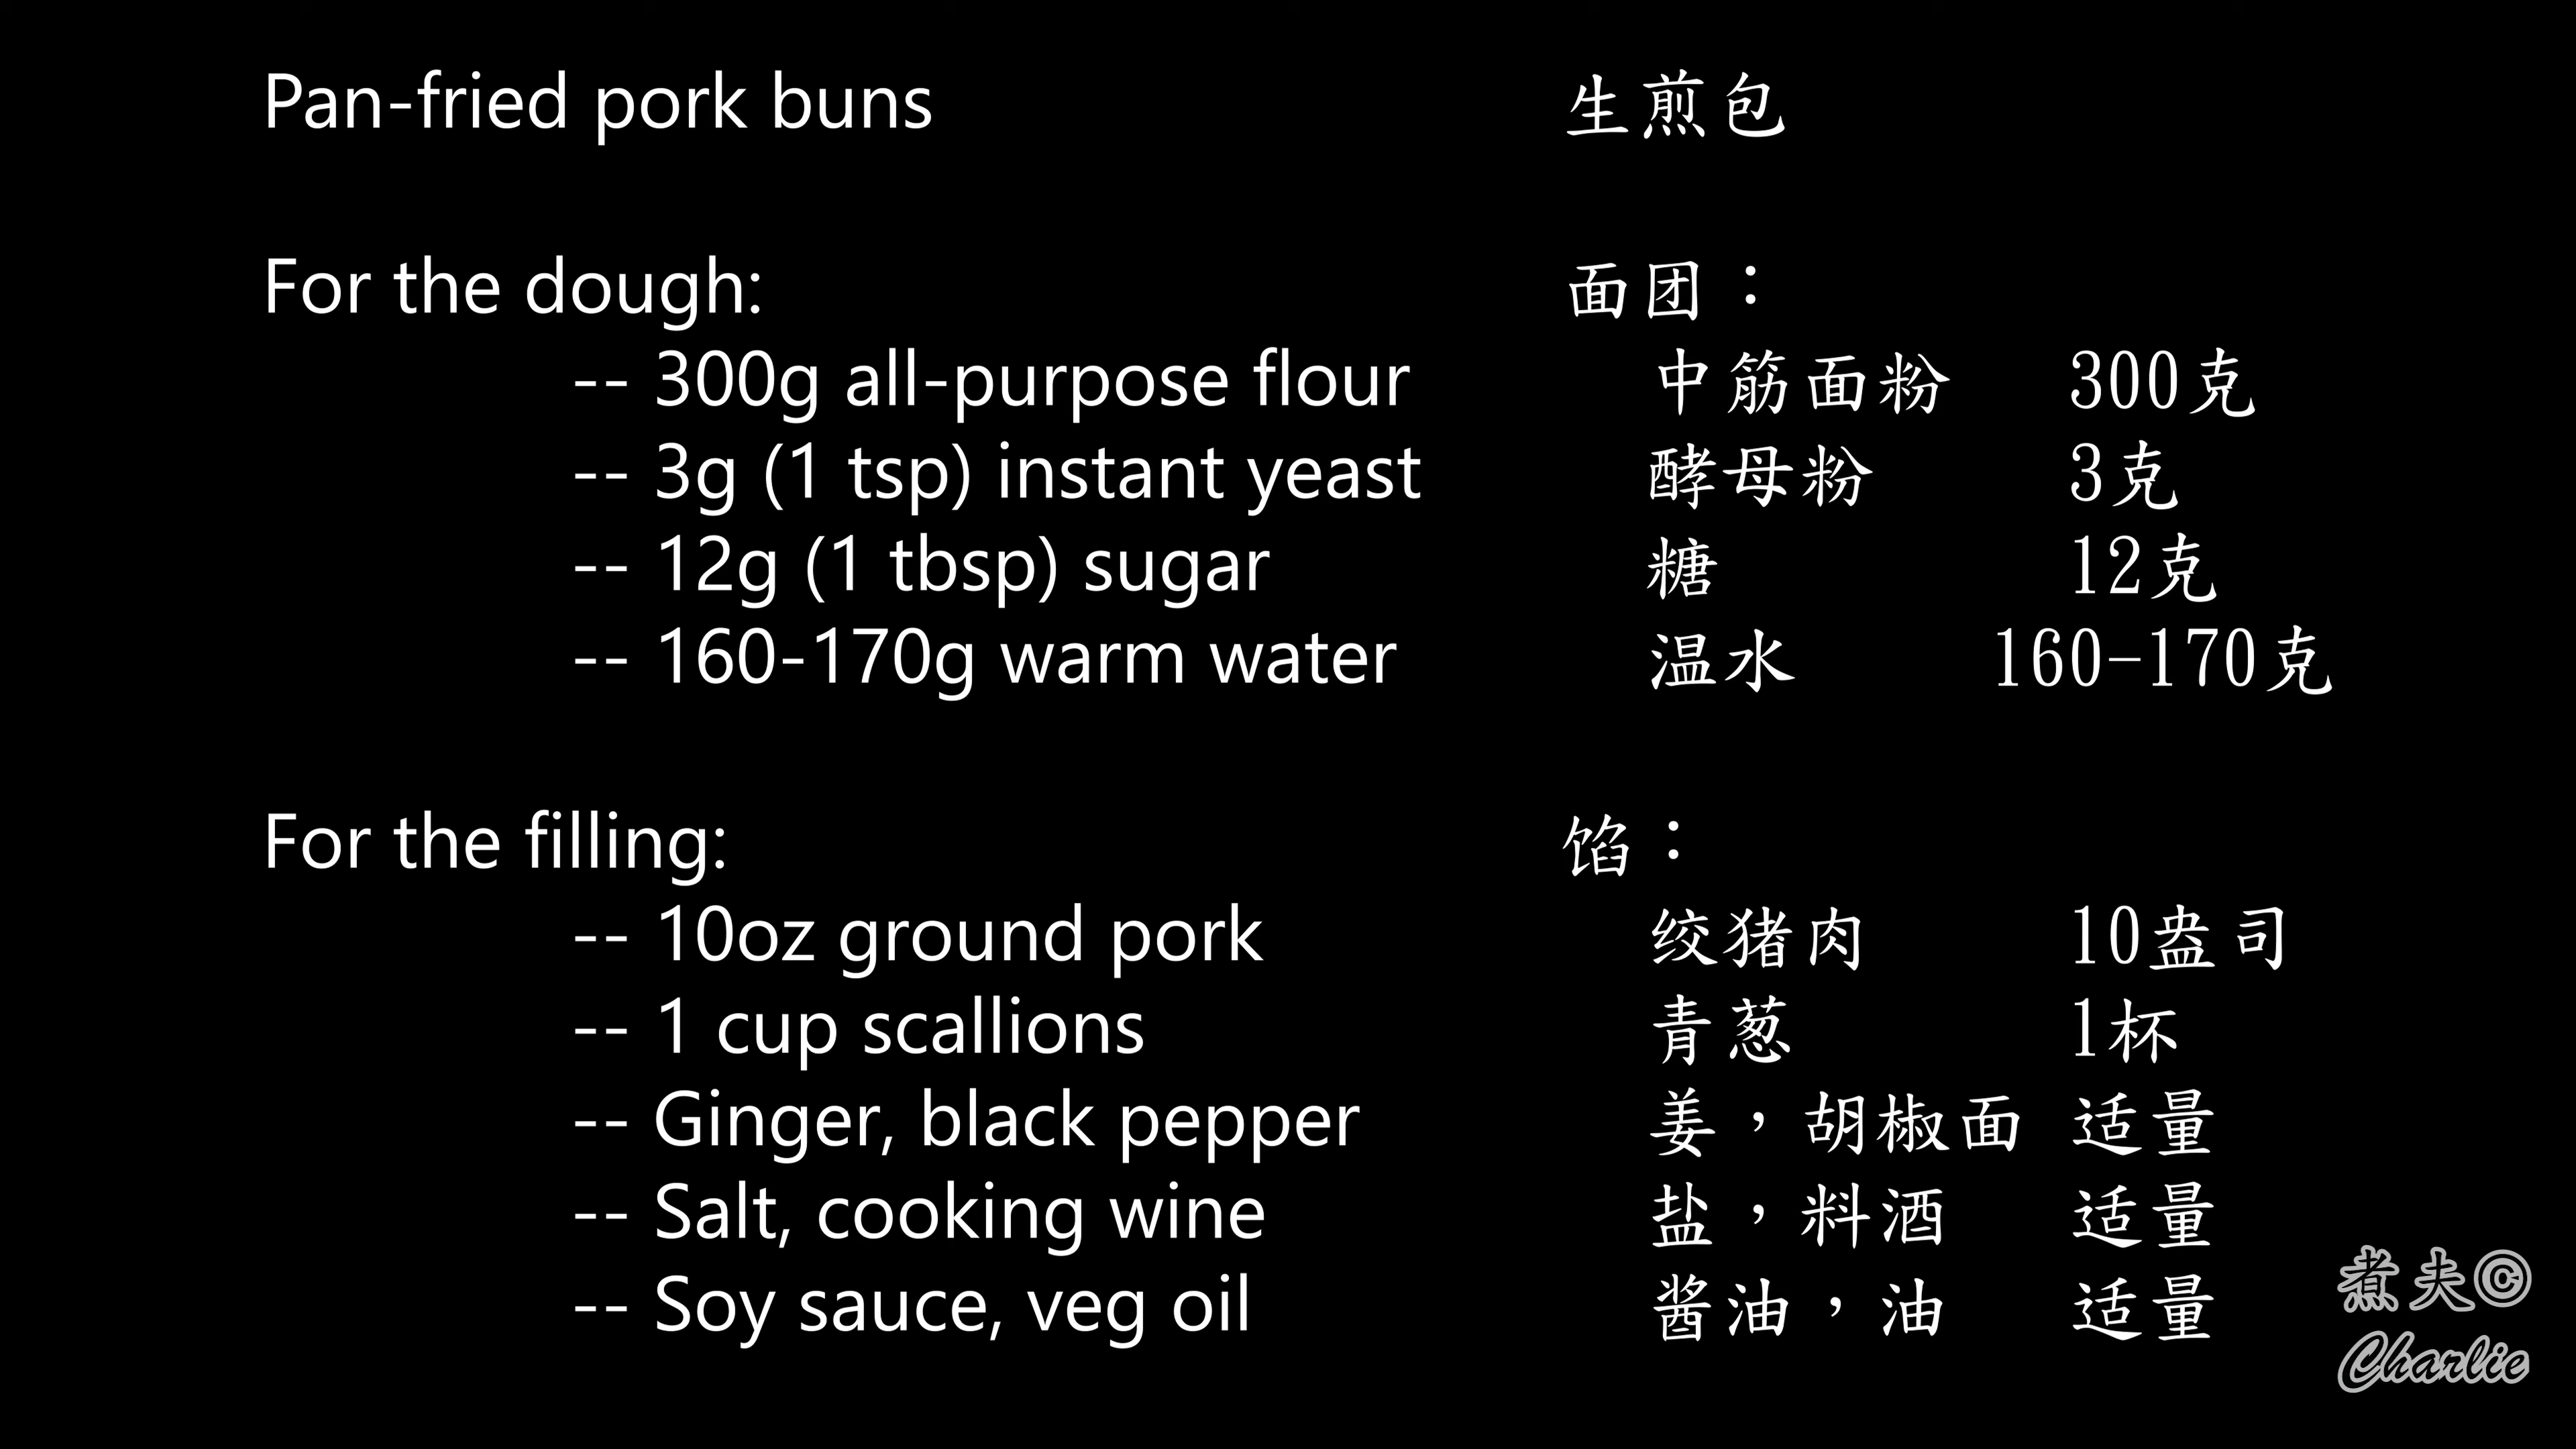 Pan-fried pork buns 生煎包
For the dough: 面团：
-- 300g all-purpose flour 中筋面粉 300克
-- 3g (1 tsp) instant yeast 酵母粉 3克
-- 12g (1 tbsp) sugar 糖 12克
-- 160-170g warm water 温水 160-170克
For the filling: 馅：
-- 10oz ground pork 绞猪肉 10盎司
-- 1 cup scallions 青葱 1杯
-- Ginger, black pepper 姜，胡椒面 适量
-- Salt, cooking wine 盐，料酒 适量
-- Soy sauce, veg oil 酱油，油 适量
煮夫©
Charlie